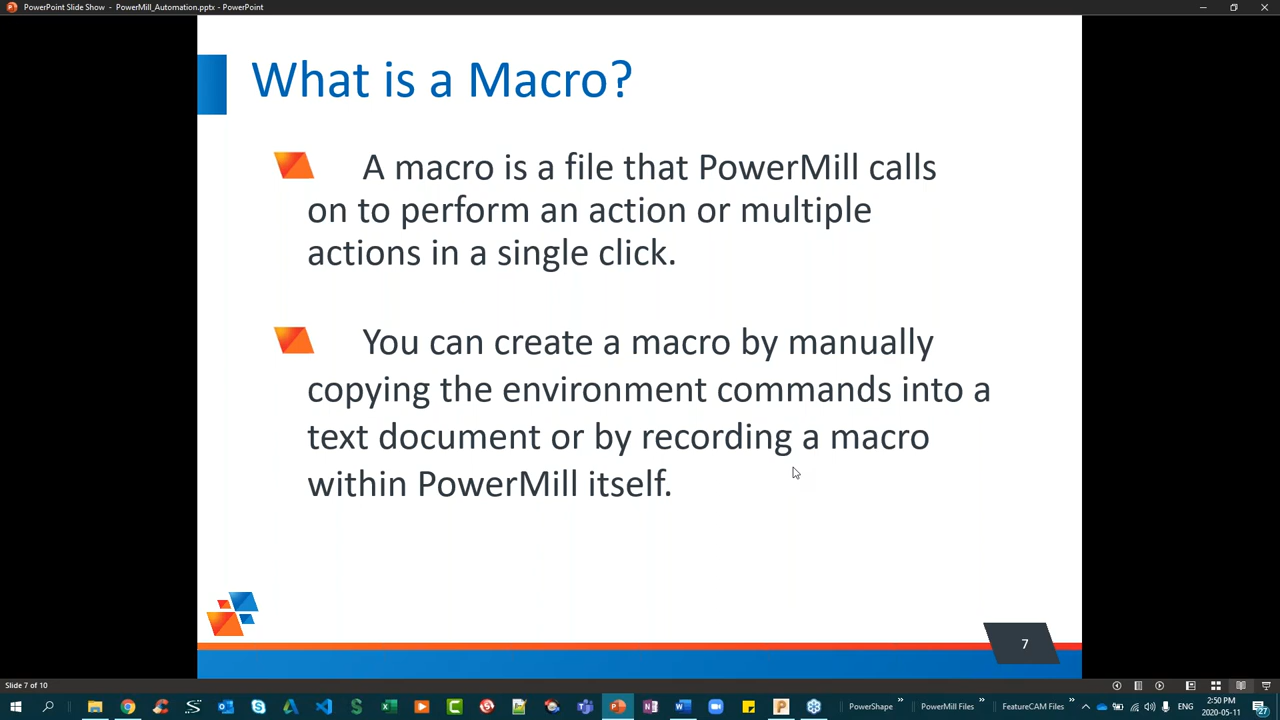 PowerPoint Slide Show - PowerMill_Automation.pptx - PowerPoint
What is a Macro?
A macro is a file that PowerMill calls
on to perform an action or multiple
actions in a single click.
You can create a macro by manually
copying the environment commands into a
text document or by recording a macro
within PowerMill itself.
7
Slide 7 of 10
PowerShape
PowerMill Files
FeatureCAM Files
ENG
2:50 PM
2020-05-11
27